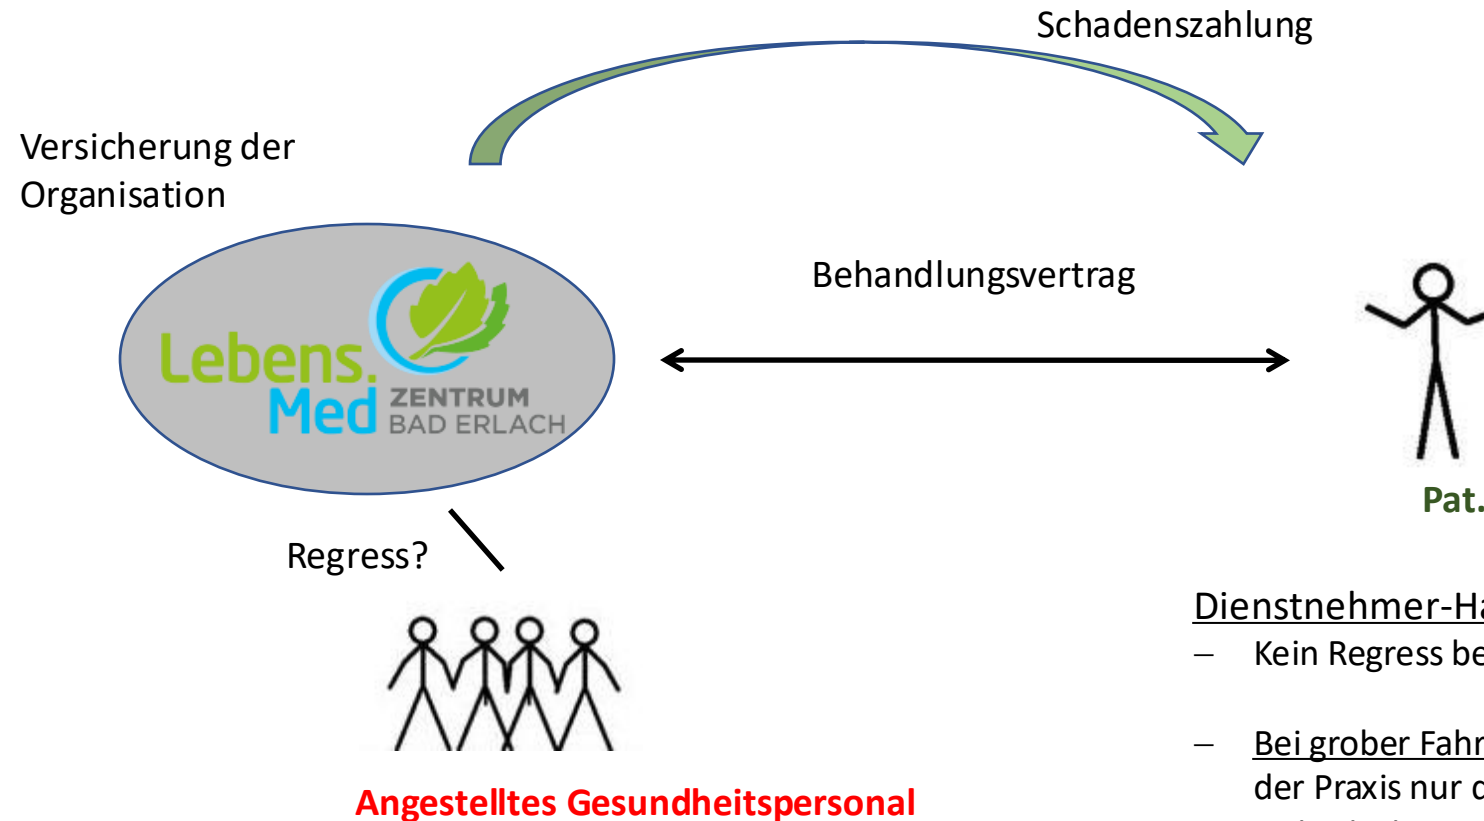 Schadenszahlung
Versicherung der
Organisation
Behandlungsvertrag
Lebens.
Med ZENTRUM
BAD ERLACH
Pat.
Regress?
Dienstnehmer-Ha
– Kein Regress be
– Bei grober Fahr
der Praxis nur
Angestelltes Gesundheitspersonal